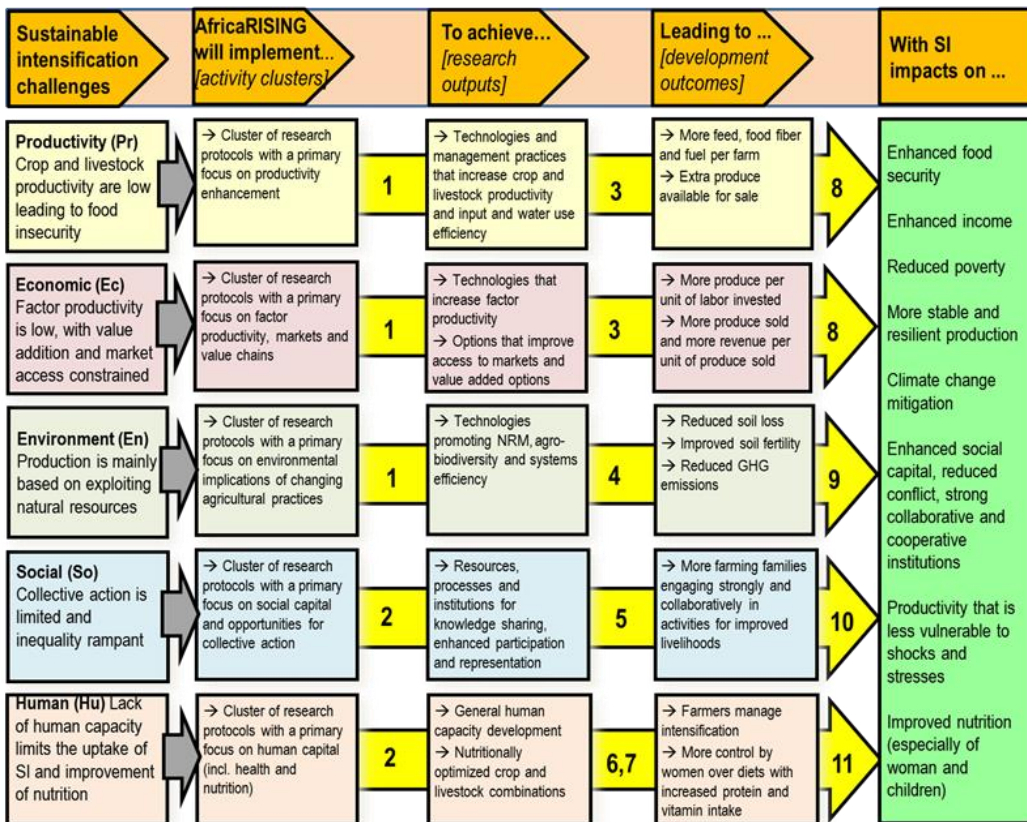 Sustainable
intensification
challenges
AfricaRISING
will implement...
[activity clusters]
To achieve…
[research
outputs]
Leading to ...
[development
outcomes]
With SI
impacts on ...
Productivity (Pr)
Crop and livestock
productivity are low
leading to food
insecurity
→ Cluster of research
protocols with a primary
focus on productivity
enhancement
1
→ Technologies and
management practices
that increase crop and
livestock productivity
and input and water use
efficiency
3
→ More feed, food fiber
and fuel per farm
→ Extra produce
available for sale
8
Economic (Ec)
Factor productivity
is low, with value
addition and market
access constrained
→ Cluster of research
protocols with a primary
focus on factor
productivity, markets and
value chains
1
→ Technologies that
increase factor
productivity
→ Options that improve
access to markets and
value added options
3
→ More produce per
unit of labor invested
→ More produce sold
and more revenue per
unit of produce sold
8
Environment (En)
Production is mainly
based on exploiting
natural resources
→ Cluster of research
protocols with a primary
focus on environmental
implications of changing
agricultural practices
1
→ Technologies
promoting NRM, agro-
biodiversity and systems
efficiency
4
→ Reduced soil loss
→ Improved soil fertility
→ Reduced GHG
emissions
9
Social (So)
Collective action is
limited and
inequality rampant
→ Cluster of research
protocols with a primary
focus on social capital
and opportunities for
collective action
2
→ Resources,
processes and
institutions for
knowledge sharing,
enhanced participation
and representation
5
→ More farming families
engaging strongly and
collaboratively in
activities for improved
livelihoods
10
Human (Hu) Lack
of human capacity
limits the uptake of
SI and improvement
of nutrition
→ Cluster of research
protocols with a primary
focus on human capital
(incl. health and
nutrition)
2
→ General human
capacity development
→ Nutritionally
optimized crop and
livestock combinations
6,7
→ Farmers manage
intensification
→ More control by
women over diets with
increased protein and
vitamin intake
11
Enhanced food
security
Enhanced income
Reduced poverty
More stable and
resilient production
Climate change
mitigation
Enhanced social
capital, reduced
conflict, strong
collaborative and
cooperative
institutions
Productivity that is
less vulnerable to
shocks and
stresses
Improved nutrition
(especially of
woman and
children)